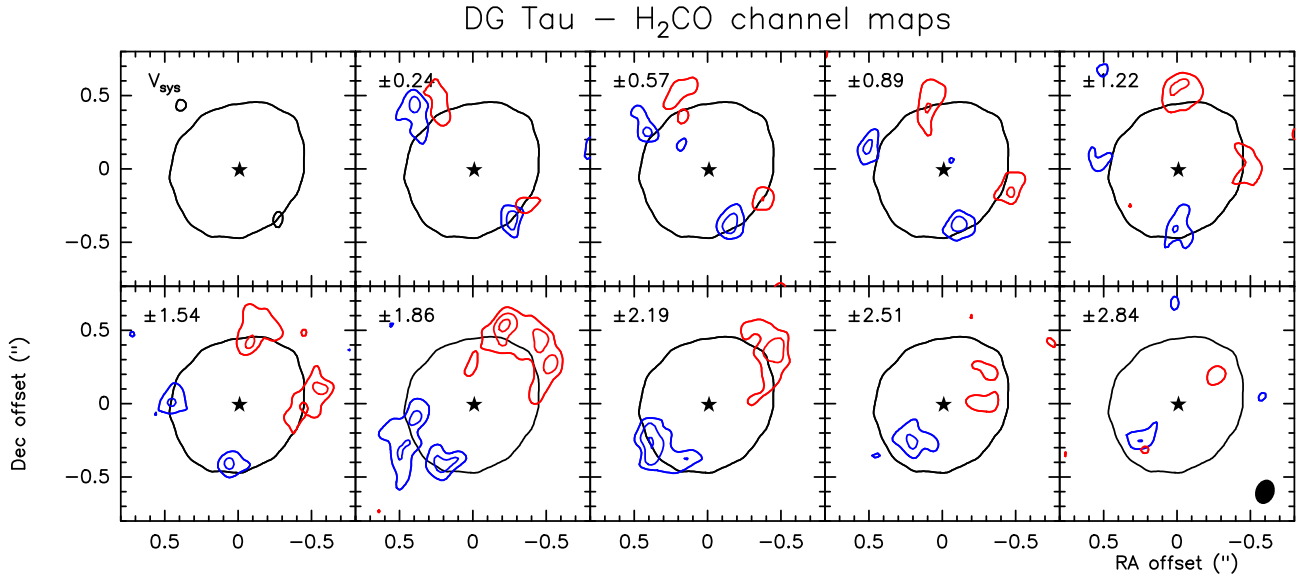 DG Tau − H₂CO channel maps
V_sys ±0.24 ±0.57 ±0.89 ±1.22
0.5
0
−0.5
±1.54 ±1.86 ±2.19 ±2.51 ±2.84
0.5
0
−0.5
Dec offset (")
0.5 0 −0.5 0.5 0 −0.5 0.5 0 −0.5 0.5 0 −0.5 0.5 0 −0.5
RA offset (")